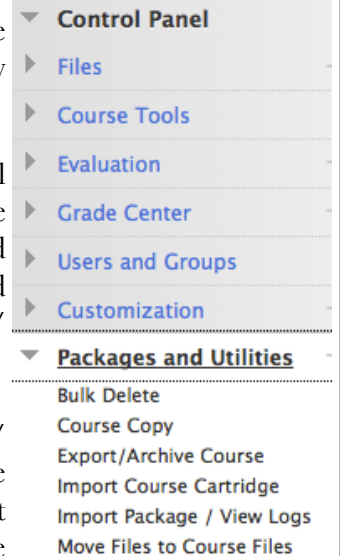 Control Panel
Files
Course Tools
Evaluation
Grade Center
Users and Groups
Customization
Packages and Utilities
Bulk Delete
Course Copy
Export/Archive Course
Import Course Cartridge
Import Package / View Logs
Move Files to Course Files